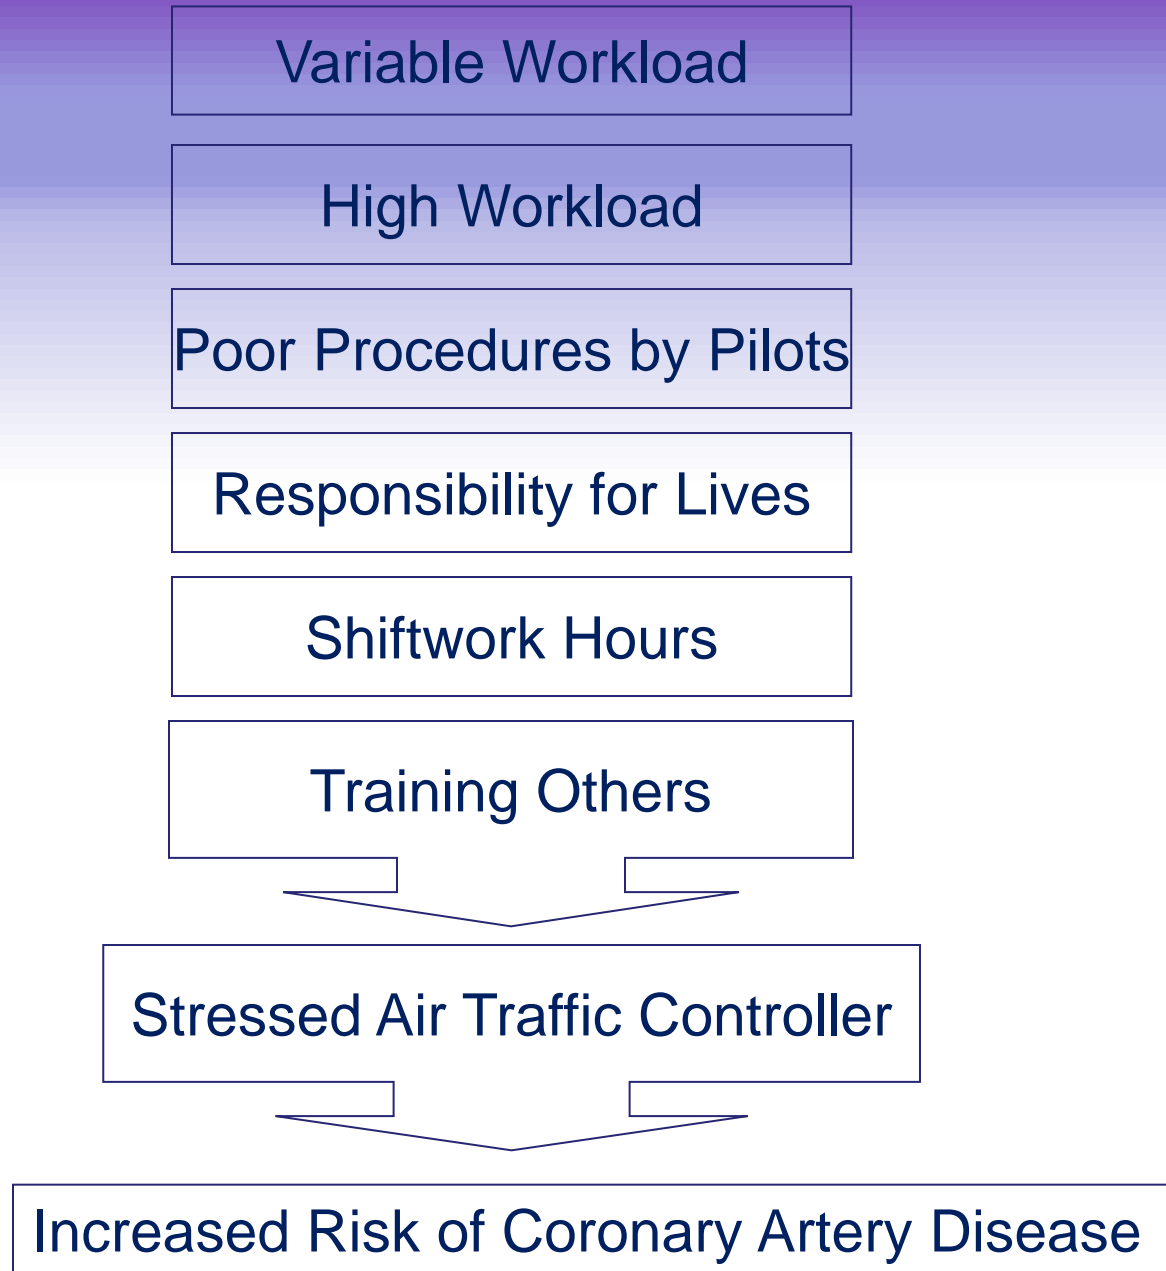 Variable Workload
High Workload
Poor Procedures by Pilots
Responsibility for Lives
Shiftwork Hours
Training Others
Stressed Air Traffic Controller
Increased Risk of Coronary Artery Disease